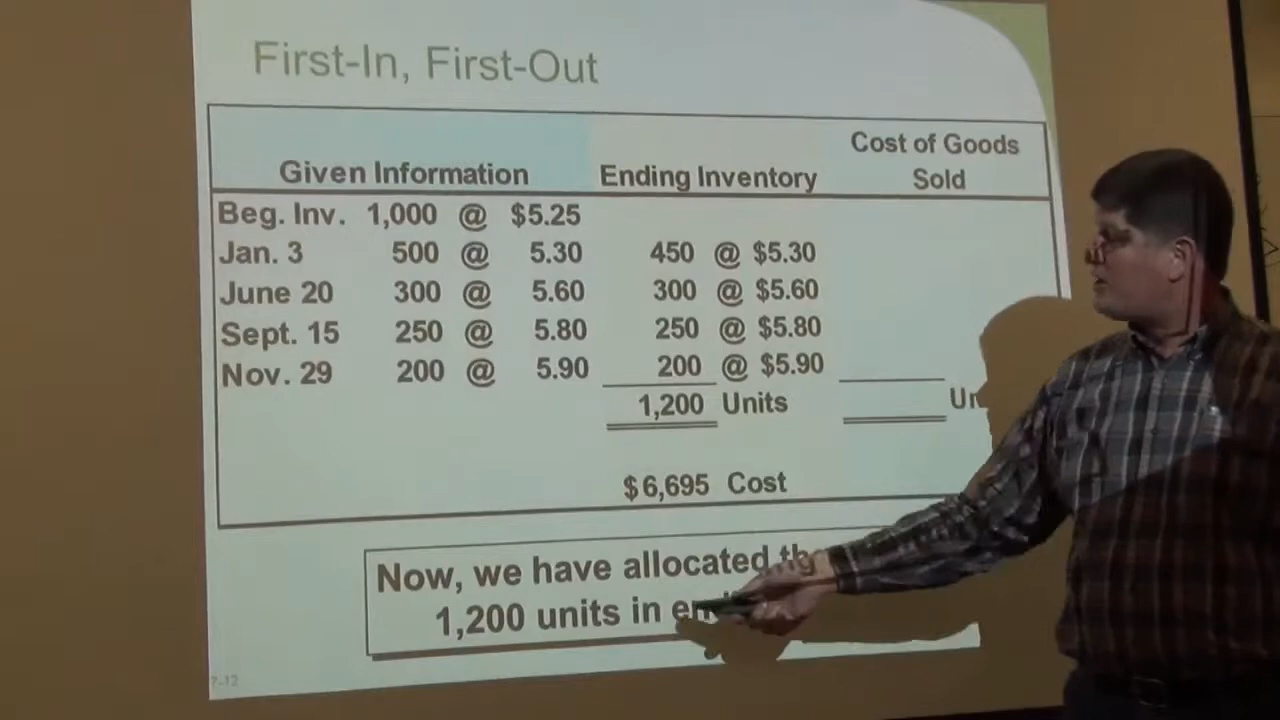 First-In, First-Out
Cost of Goods
Given Information Ending Inventory Sold
Beg. Inv. 1,000 @ $5.25
Jan. 3 500 @ 5.30 450 @ $5.30
June 20 300 @ 5.60 300 @ $5.60
Sept. 15 250 @ 5.80 250 @ $5.80
Nov. 29 200 @ 5.90 200 @ $5.90
1,200 Units
$6,695 Cost
Now, we have allocated
1,200 units in
7-12